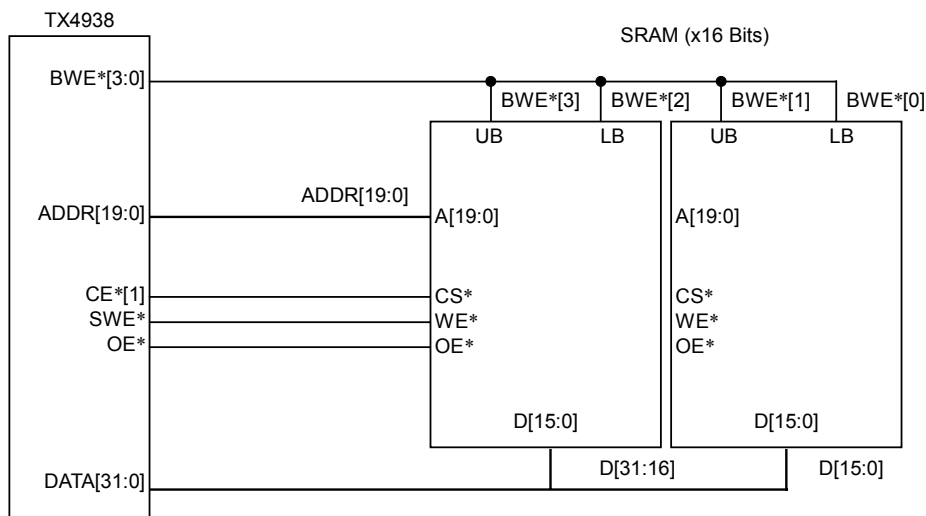 TX4938
SRAM (x16 Bits)
BWE*[3:0]
BWE*[3] BWE*[2] BWE*[1] BWE*[0]
UB LB UB LB
ADDR[19:0] ADDR[19:0] A[19:0] A[19:0]
CE*[1] CS* CS*
SWE* WE* WE*
OE* OE* OE*
D[15:0] D[15:0]
D[31:16] D[15:0]
DATA[31:0]